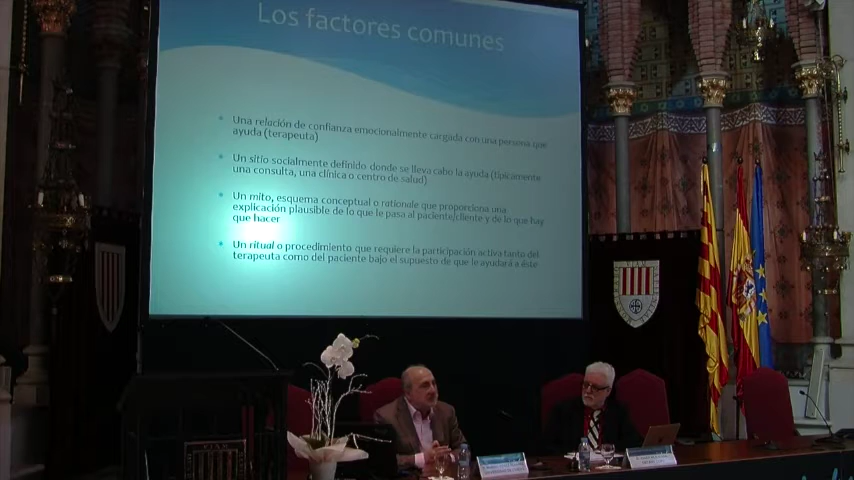 Los factores comunes
Una relación de confianza emocionalmente cargada con una persona que
ayuda (terapeuta)
Un sitio socialmente definido donde se lleva cabo la ayuda (típicamente
una consulta, una clínica o centro de salud)
Un mito, esquema conceptual o rationale que proporciona una
explicación plausible de lo que le pasa al paciente/cliente y de lo que hay
que hacer
Un ritual o procedimiento que requiere la participación activa tanto del
terapeuta como del paciente bajo el supuesto de que le ayudará a éste